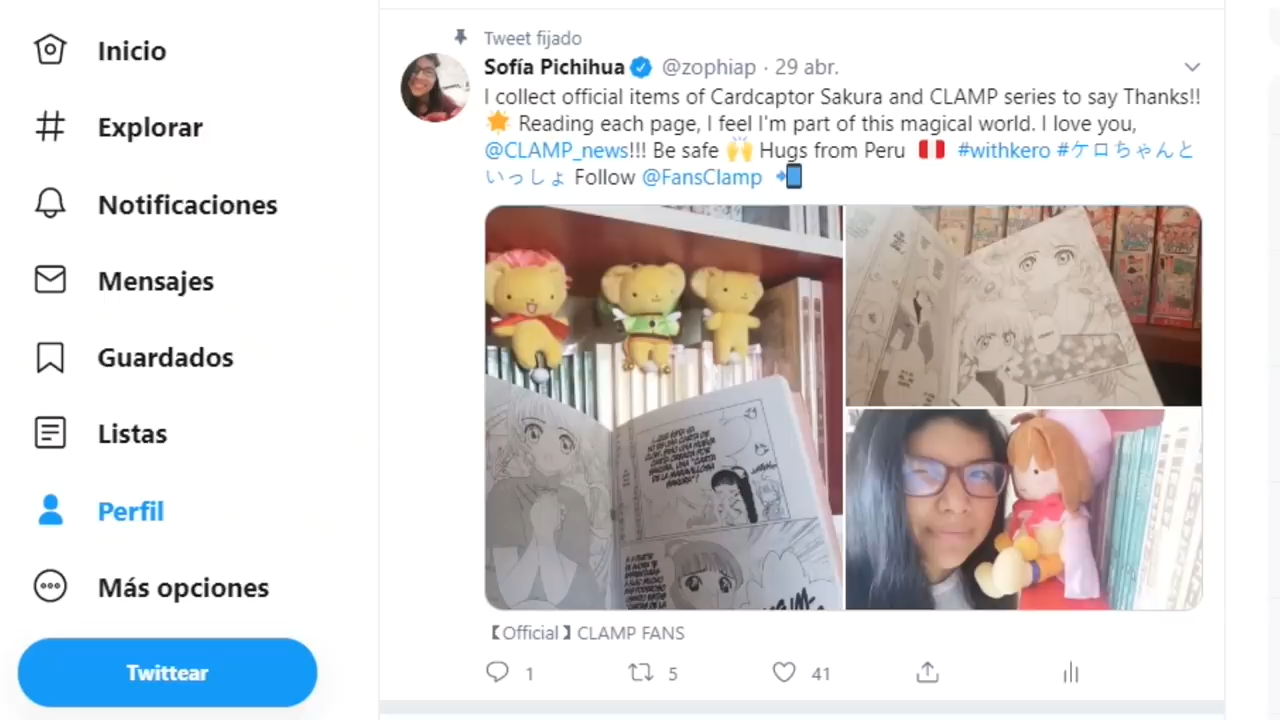 Inicio
Explorar
Notificaciones
Mensajes
Guardados
Listas
Perfil
Más opciones
Twittear
Tweet fijado
Sofía Pichihua @zophiap · 29 abr.
I collect official items of Cardcaptor Sakura and CLAMP series to say Thanks!!
🌟 Reading each page, I feel I'm part of this magical world. I love you,
@CLAMP_news!!! Be safe 🙌 Hugs from Peru 🇵🇪 #withkero #ケロちゃんと
いっしょ Follow @FansClamp 📲
【Official】CLAMP FANS
1
5
41